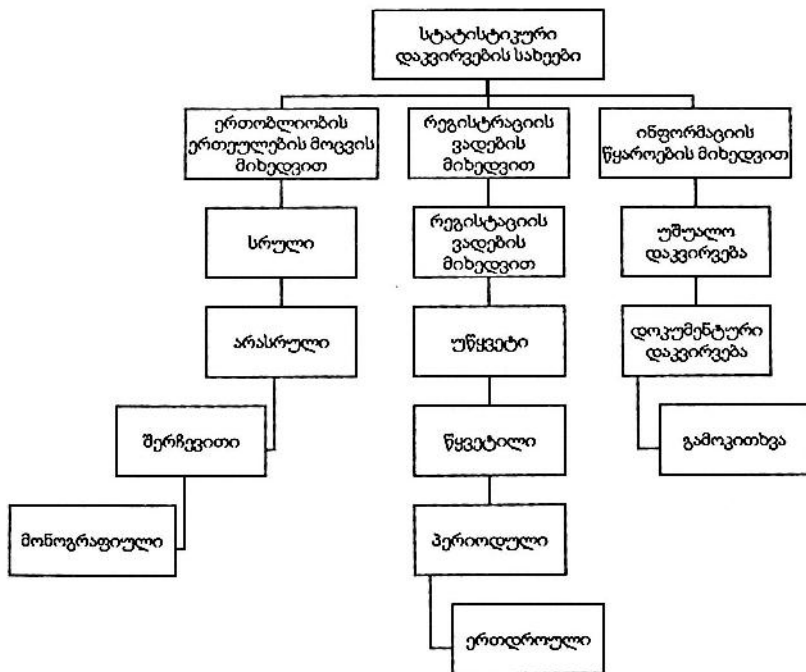 სტატისტიკური
დაკვირვების სახეები
ერთობლიობის
ერთეულების მოცვის
მიხედვით
რეგისტრაციის
ვადების
მიხედვით
ინფორმაციის
წყაროების მიხედვით
სრული
რეგისტაციის
ვადების
მიხედვით
უშუალო
დაკვირვება
არასრული
უწყვეტი
დოკუმენტური
დაკვირვება
შერჩევითი
წყვეტილი
გამოკითხვა
მონოგრაფიული
პერიოდული
ერთდროული